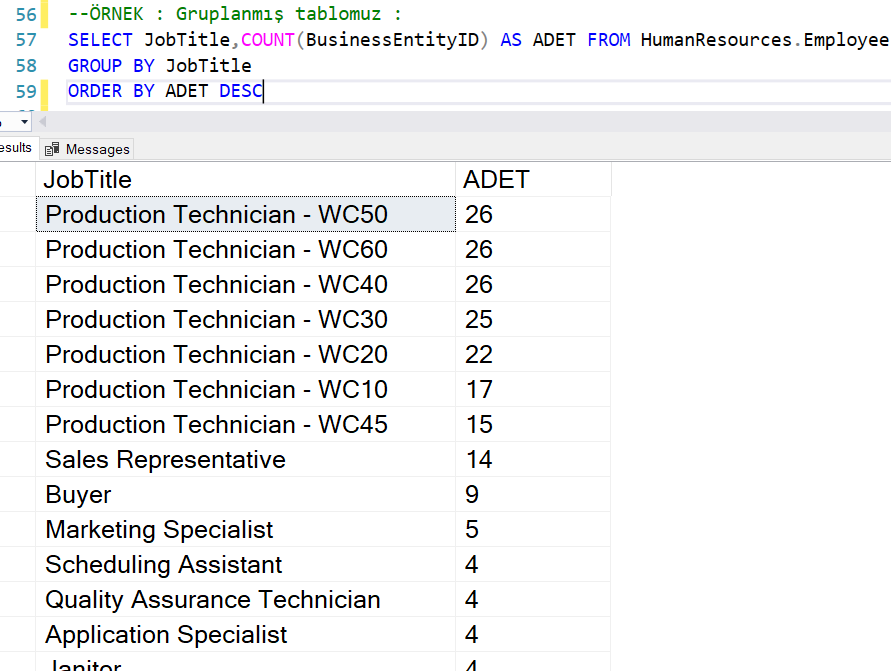 56 --ÖRNEK : Gruplanmış tablomuz :
57 SELECT JobTitle,COUNT(BusinessEntityID) AS ADET FROM HumanResources.Employee
58 GROUP BY JobTitle
59 ORDER BY ADET DESC
esults Messages
JobTitle ADET
Production Technician - WC50 26
Production Technician - WC60 26
Production Technician - WC40 26
Production Technician - WC30 25
Production Technician - WC20 22
Production Technician - WC10 17
Production Technician - WC45 15
Sales Representative 14
Buyer 9
Marketing Specialist 5
Scheduling Assistant 4
Quality Assurance Technician 4
Application Specialist 4
Janitor 4